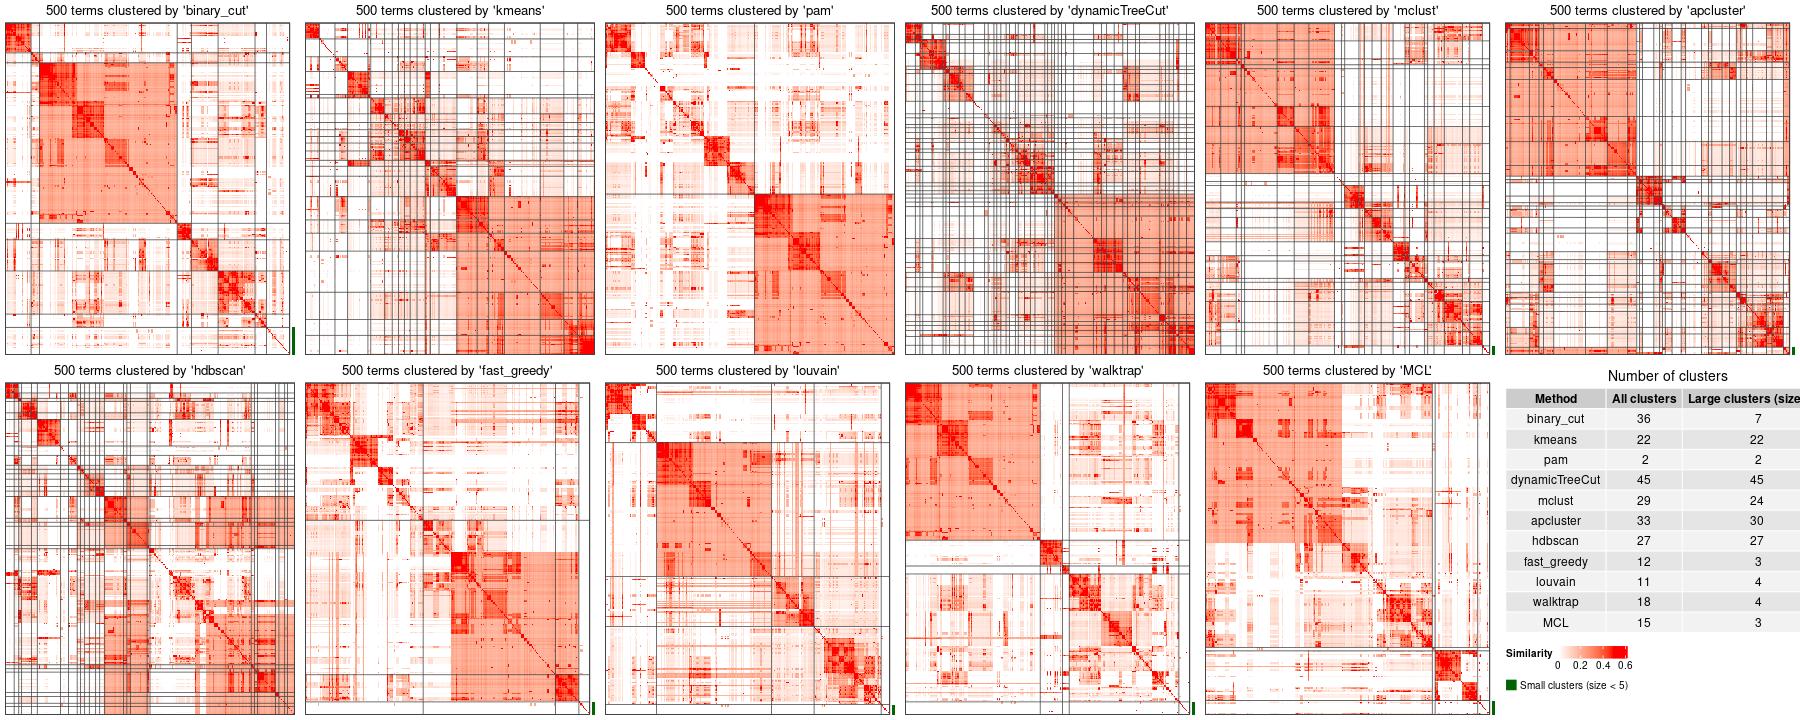 500 terms clustered by 'binary_cut'
500 terms clustered by 'kmeans'
500 terms clustered by 'pam'
500 terms clustered by 'dynamicTreeCut'
500 terms clustered by 'mclust'
500 terms clustered by 'apcluster'
500 terms clustered by 'hdbscan'
500 terms clustered by 'fast_greedy'
500 terms clustered by 'louvain'
500 terms clustered by 'walktrap'
500 terms clustered by 'MCL'
Number of clusters
Method All clusters Large clusters (size
binary_cut 36 7
kmeans 22 22
pam 2 2
dynamicTreeCut 45 45
mclust 29 24
apcluster 33 30
hdbscan 27 27
fast_greedy 12 3
louvain 11 4
walktrap 18 4
MCL 15 3
Similarity
0 0.2 0.4 0.6
Small clusters (size < 5)